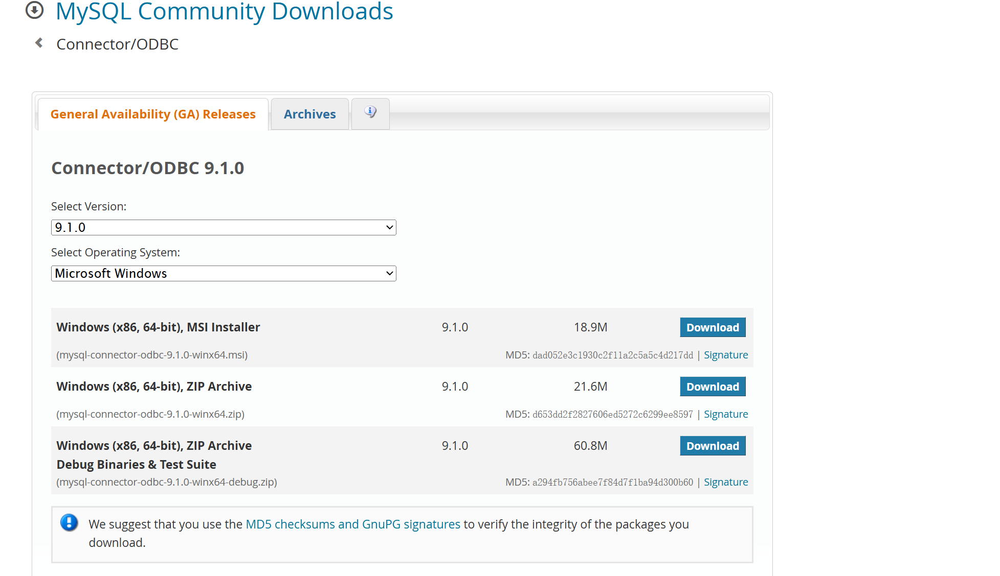 MySQL Community Downloads
Connector/ODBC
General Availability (GA) Releases Archives
Connector/ODBC 9.1.0
Select Version:
9.1.0
Select Operating System:
Microsoft Windows
Windows (x86, 64-bit), MSI Installer 9.1.0 18.9M Download
(mysql-connector-odbc-9.1.0-winx64.msi) MD5: dad052e3c1930c2f11a2c5a5c4d217dd | Signature
Windows (x86, 64-bit), ZIP Archive 9.1.0 21.6M Download
(mysql-connector-odbc-9.1.0-winx64.zip) MD5: d653dd2f2827606ed5272c6299ee8597 | Signature
Windows (x86, 64-bit), ZIP Archive 9.1.0 60.8M Download
Debug Binaries & Test Suite
(mysql-connector-odbc-9.1.0-winx64-debug.zip) MD5: a294fb756abee7f84d7f1ba94d300b60 | Signature
We suggest that you use the MD5 checksums and GnuPG signatures to verify the integrity of the packages you
download.